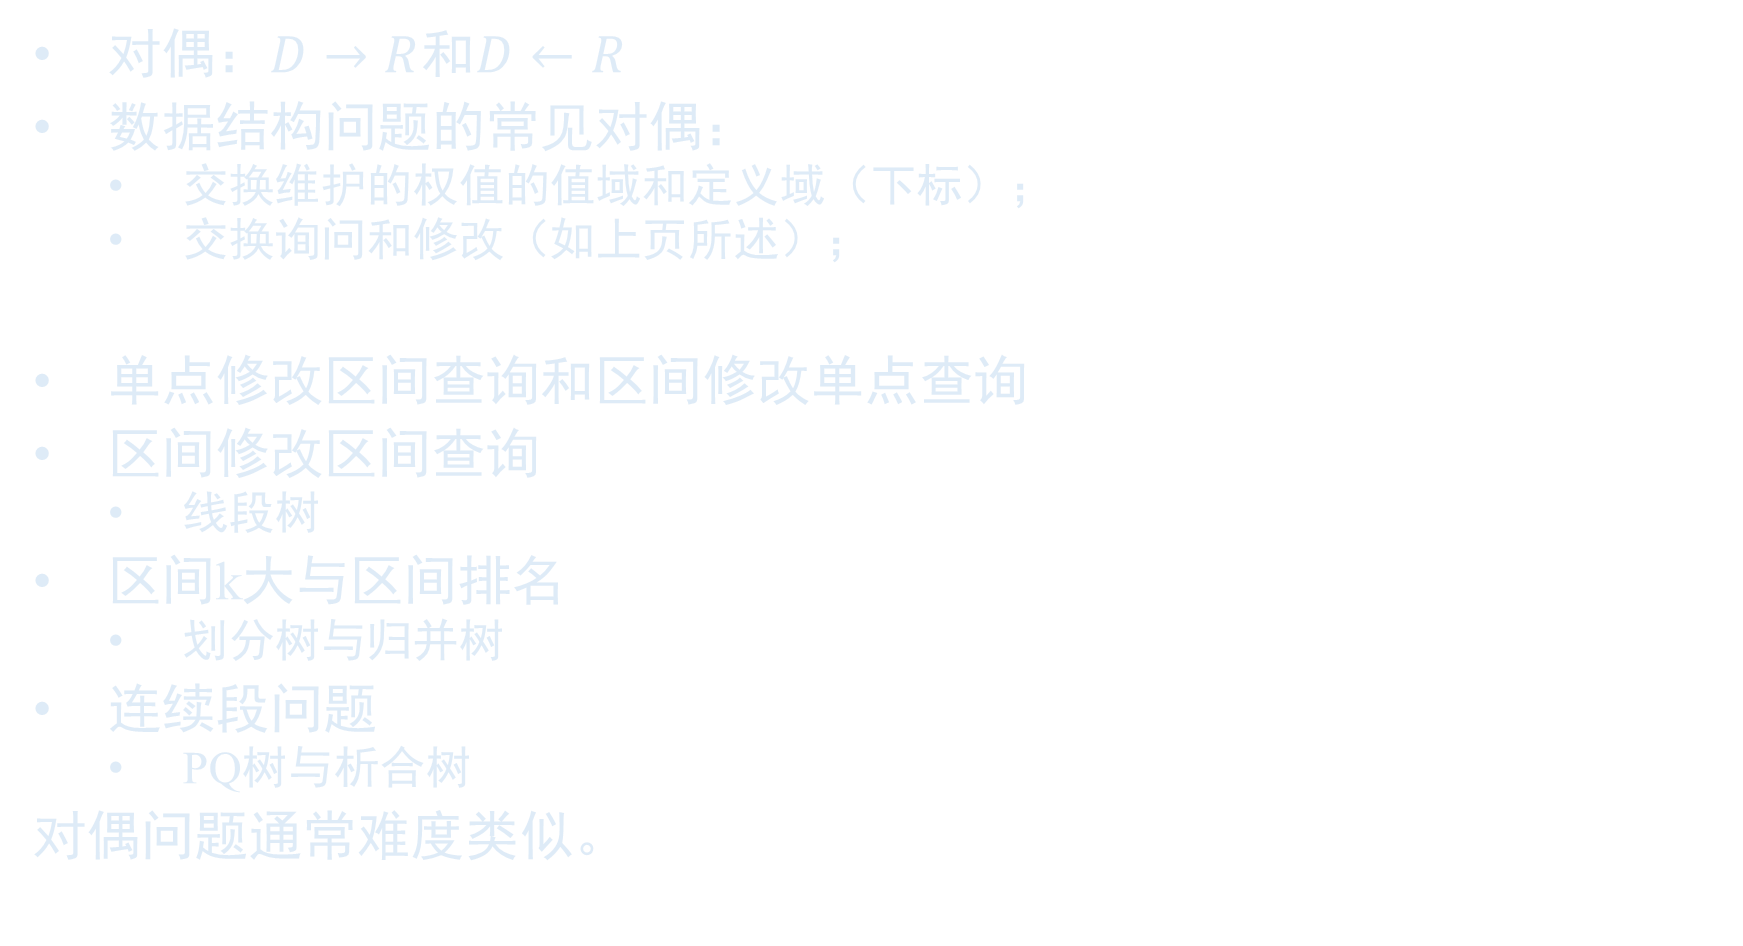 • 对偶：D → R和D ← R
• 数据结构问题的常见对偶：
• 交换维护的权值的值域和定义域（下标）；
• 交换询问和修改（如上页所述）；
• 单点修改区间查询和区间修改单点查询
• 区间修改区间查询
• 线段树
• 区间k大与区间排名
• 划分树与归并树
• 连续段问题
• PQ树与析合树
对偶问题通常难度类似。